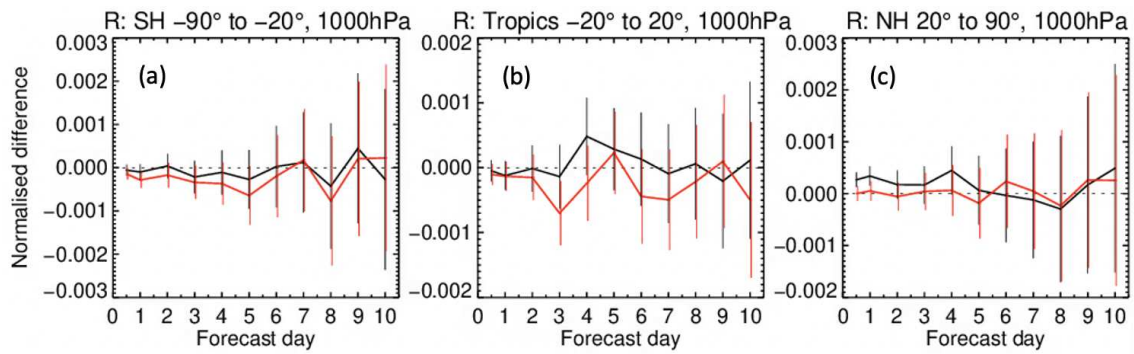 R: SH −90° to −20°, 1000hPa
R: Tropics −20° to 20°, 1000hPa
R: NH 20° to 90°, 1000hPa
Normalised difference
0.003
0.002
0.001
0.000
−0.001
−0.002
−0.003
(a)
0 1 2 3 4 5 6 7 8 9 10
Forecast day
0.002
0.001
0.000
−0.001
−0.002
(b)
0 1 2 3 4 5 6 7 8 9 10
Forecast day
0.003
0.002
0.001
0.000
−0.001
−0.002
(c)
0 1 2 3 4 5 6 7 8 9 10
Forecast day